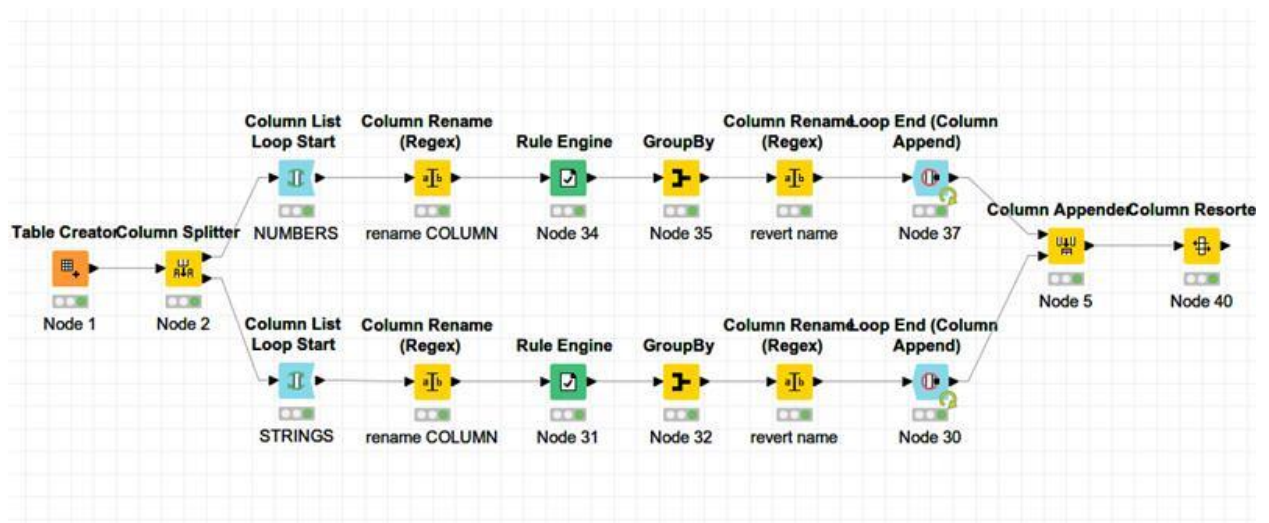 Column List
Loop Start
Column Rename
(Regex)
Rule Engine
GroupBy
Column Rename
(Regex)
Loop End (Column
Append)
NUMBERS
rename COLUMN
Node 34
Node 35
revert name
Node 37
Table Creator
Column Splitter
Column Appender
Column Resorte
Node 1
Node 2
Node 5
Node 40
Column List
Loop Start
Column Rename
(Regex)
Rule Engine
GroupBy
Column Rename
(Regex)
Loop End (Column
Append)
STRINGS
rename COLUMN
Node 31
Node 32
revert name
Node 30